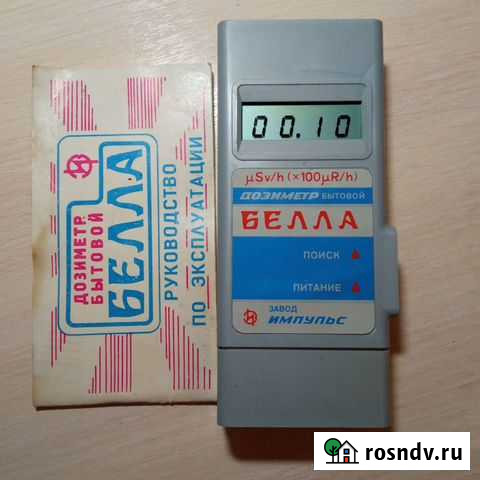 ДОЗИМЕТР
БЫТОВОЙ
БЕЛЛА
РУКОВОДСТВО
ПО ЭКСПЛУАТАЦИИ
00.10
µSv/h (×100µR/h)
ДОЗИМЕТР БЫТОВОЙ
БЕЛЛА
ПОИСК
ПИТАНИЕ
ЗАВОД
ИМПУЛЬС
rosndv.ru